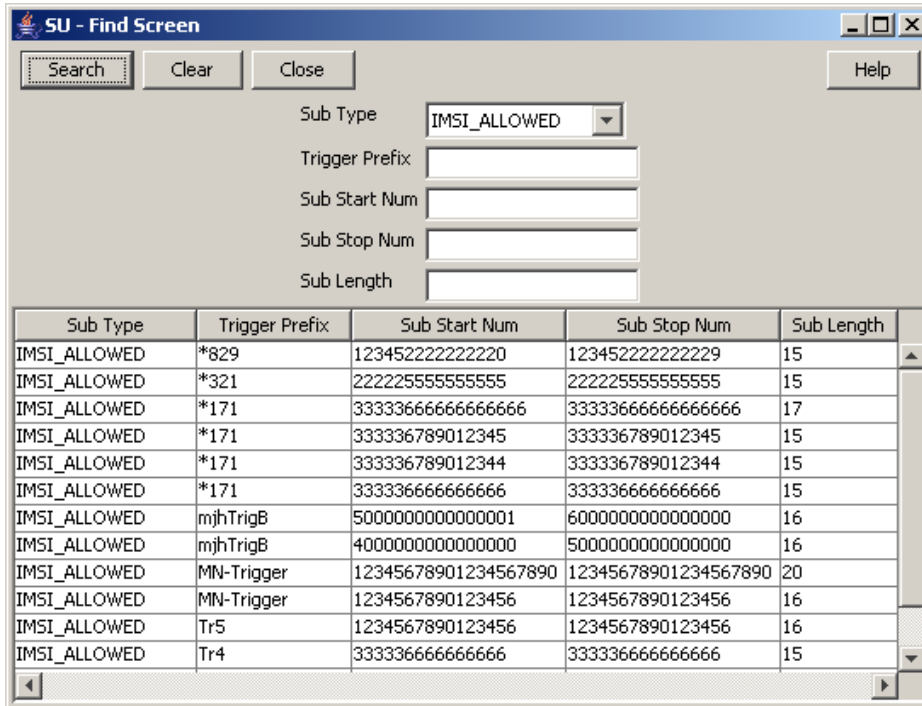 SU - Find Screen
Search Clear Close Help
Sub Type IMSI_ALLOWED
Trigger Prefix
Sub Start Num
Sub Stop Num
Sub Length
Sub Type Trigger Prefix Sub Start Num Sub Stop Num Sub Length
IMSI_ALLOWED *829 123452222222220 123452222222229 15
IMSI_ALLOWED *321 222225555555555 222225555555555 15
IMSI_ALLOWED *171 33333666666666666 33333666666666666 17
IMSI_ALLOWED *171 333336789012345 333336789012345 15
IMSI_ALLOWED *171 333336789012344 333336789012344 15
IMSI_ALLOWED *171 333336666666666 333336666666666 15
IMSI_ALLOWED mjhTrigB 5000000000000001 6000000000000000 16
IMSI_ALLOWED mjhTrigB 4000000000000000 5000000000000000 16
IMSI_ALLOWED MN-Trigger 12345678901234567890 12345678901234567890 20
IMSI_ALLOWED MN-Trigger 1234567890123456 1234567890123456 16
IMSI_ALLOWED Tr5 1234567890123456 1234567890123456 16
IMSI_ALLOWED Tr4 333336666666666 333336666666666 15